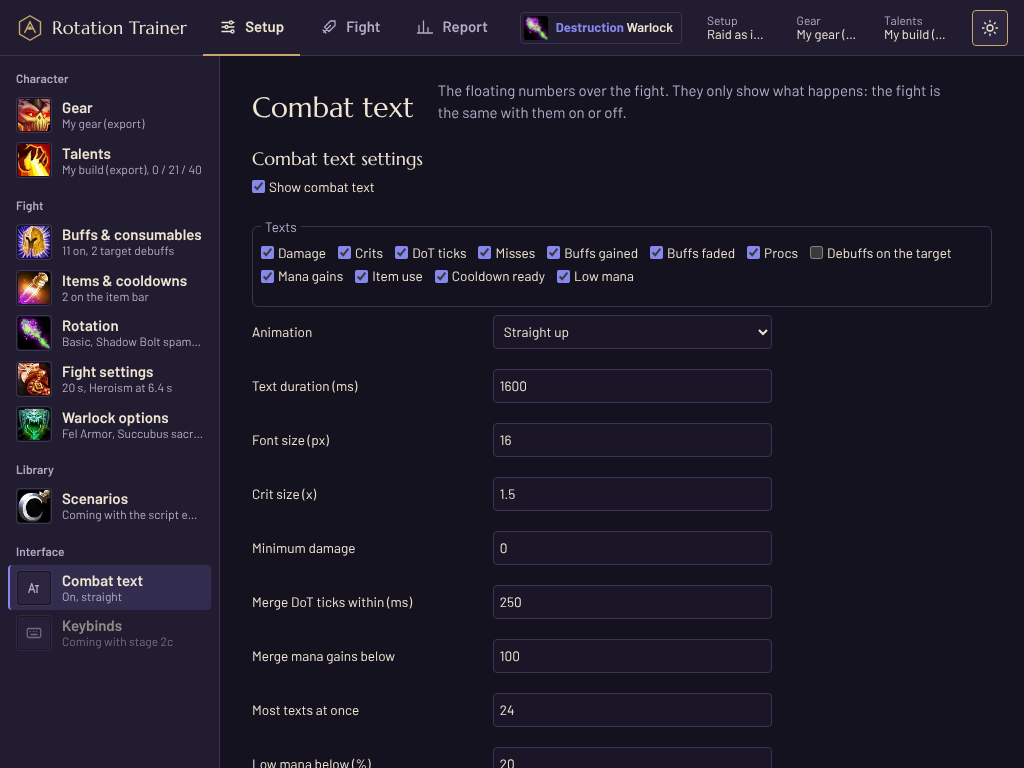 Rotation Trainer
Setup
Fight
Report
Destruction Warlock
Setup
Raid as i...
Gear
My gear (...
Talents
My build (...
Character
Gear
My gear (export)
Talents
My build (export), 0 / 21 / 40
Fight
Buffs & consumables
11 on, 2 target debuffs
Items & cooldowns
2 on the item bar
Rotation
Basic, Shadow Bolt spam...
Fight settings
20 s, Heroism at 6.4 s
Warlock options
Fel Armor, Succubus sacr...
Library
Scenarios
Coming with the script e...
Interface
AT
Combat text
On, straight
Keybinds
Coming with stage 2c
Combat text
The floating numbers over the fight. They only show what happens: the fight is
the same with them on or off.
Combat text settings
Show combat text
Texts
Damage Crits DoT ticks Misses Buffs gained Buffs faded Procs Debuffs on the target
Mana gains Item use Cooldown ready Low mana
Animation Straight up
Text duration (ms) 1600
Font size (px) 16
Crit size (x) 1.5
Minimum damage 0
Merge DoT ticks within (ms) 250
Merge mana gains below 100
Most texts at once 24
Low mana below (%) 20